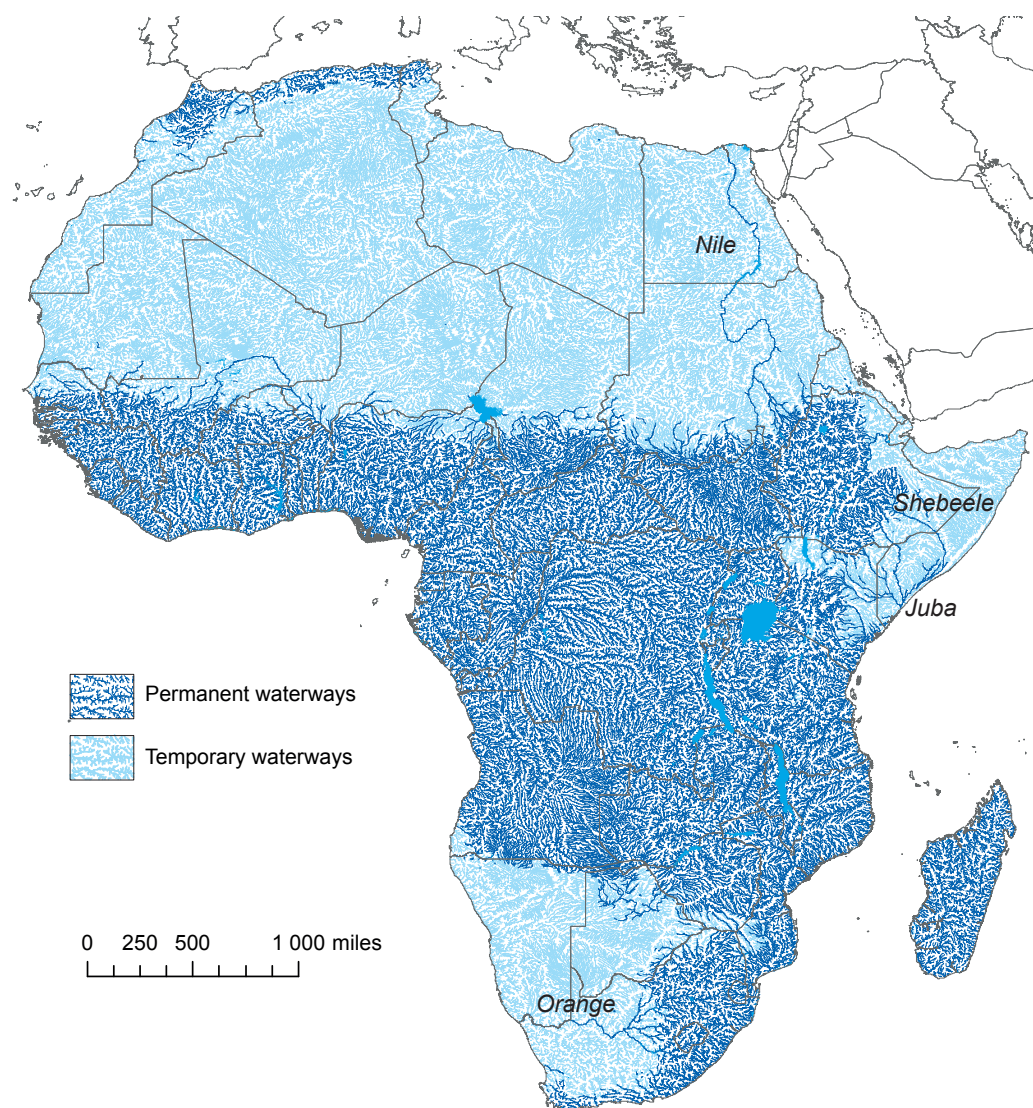 Nile
Shebeele
Juba
Permanent waterways
Temporary waterways
0 250 500 1 000 miles
Orange